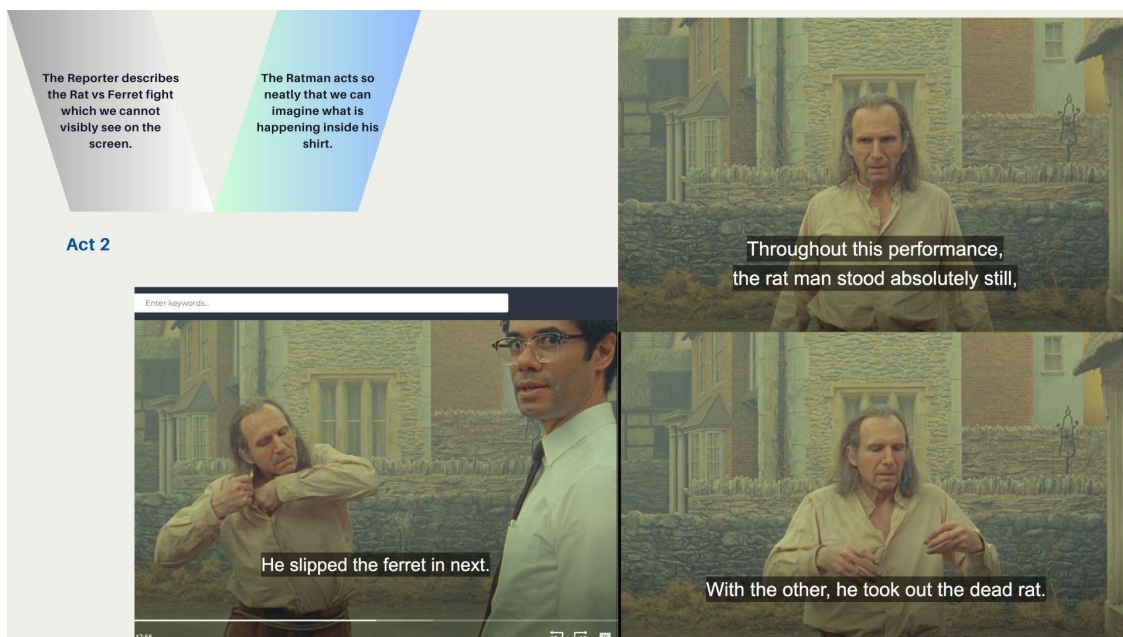 The Reporter describes
the Rat vs Ferret fight
which we cannot
visibly see on the
screen.
The Ratman acts so
neatly that we can
imagine what is
happening inside his
shirt.
Act 2
Enter keywords...
He slipped the ferret in next.
17:58
Throughout this performance,
the rat man stood absolutely still,
With the other, he took out the dead rat.